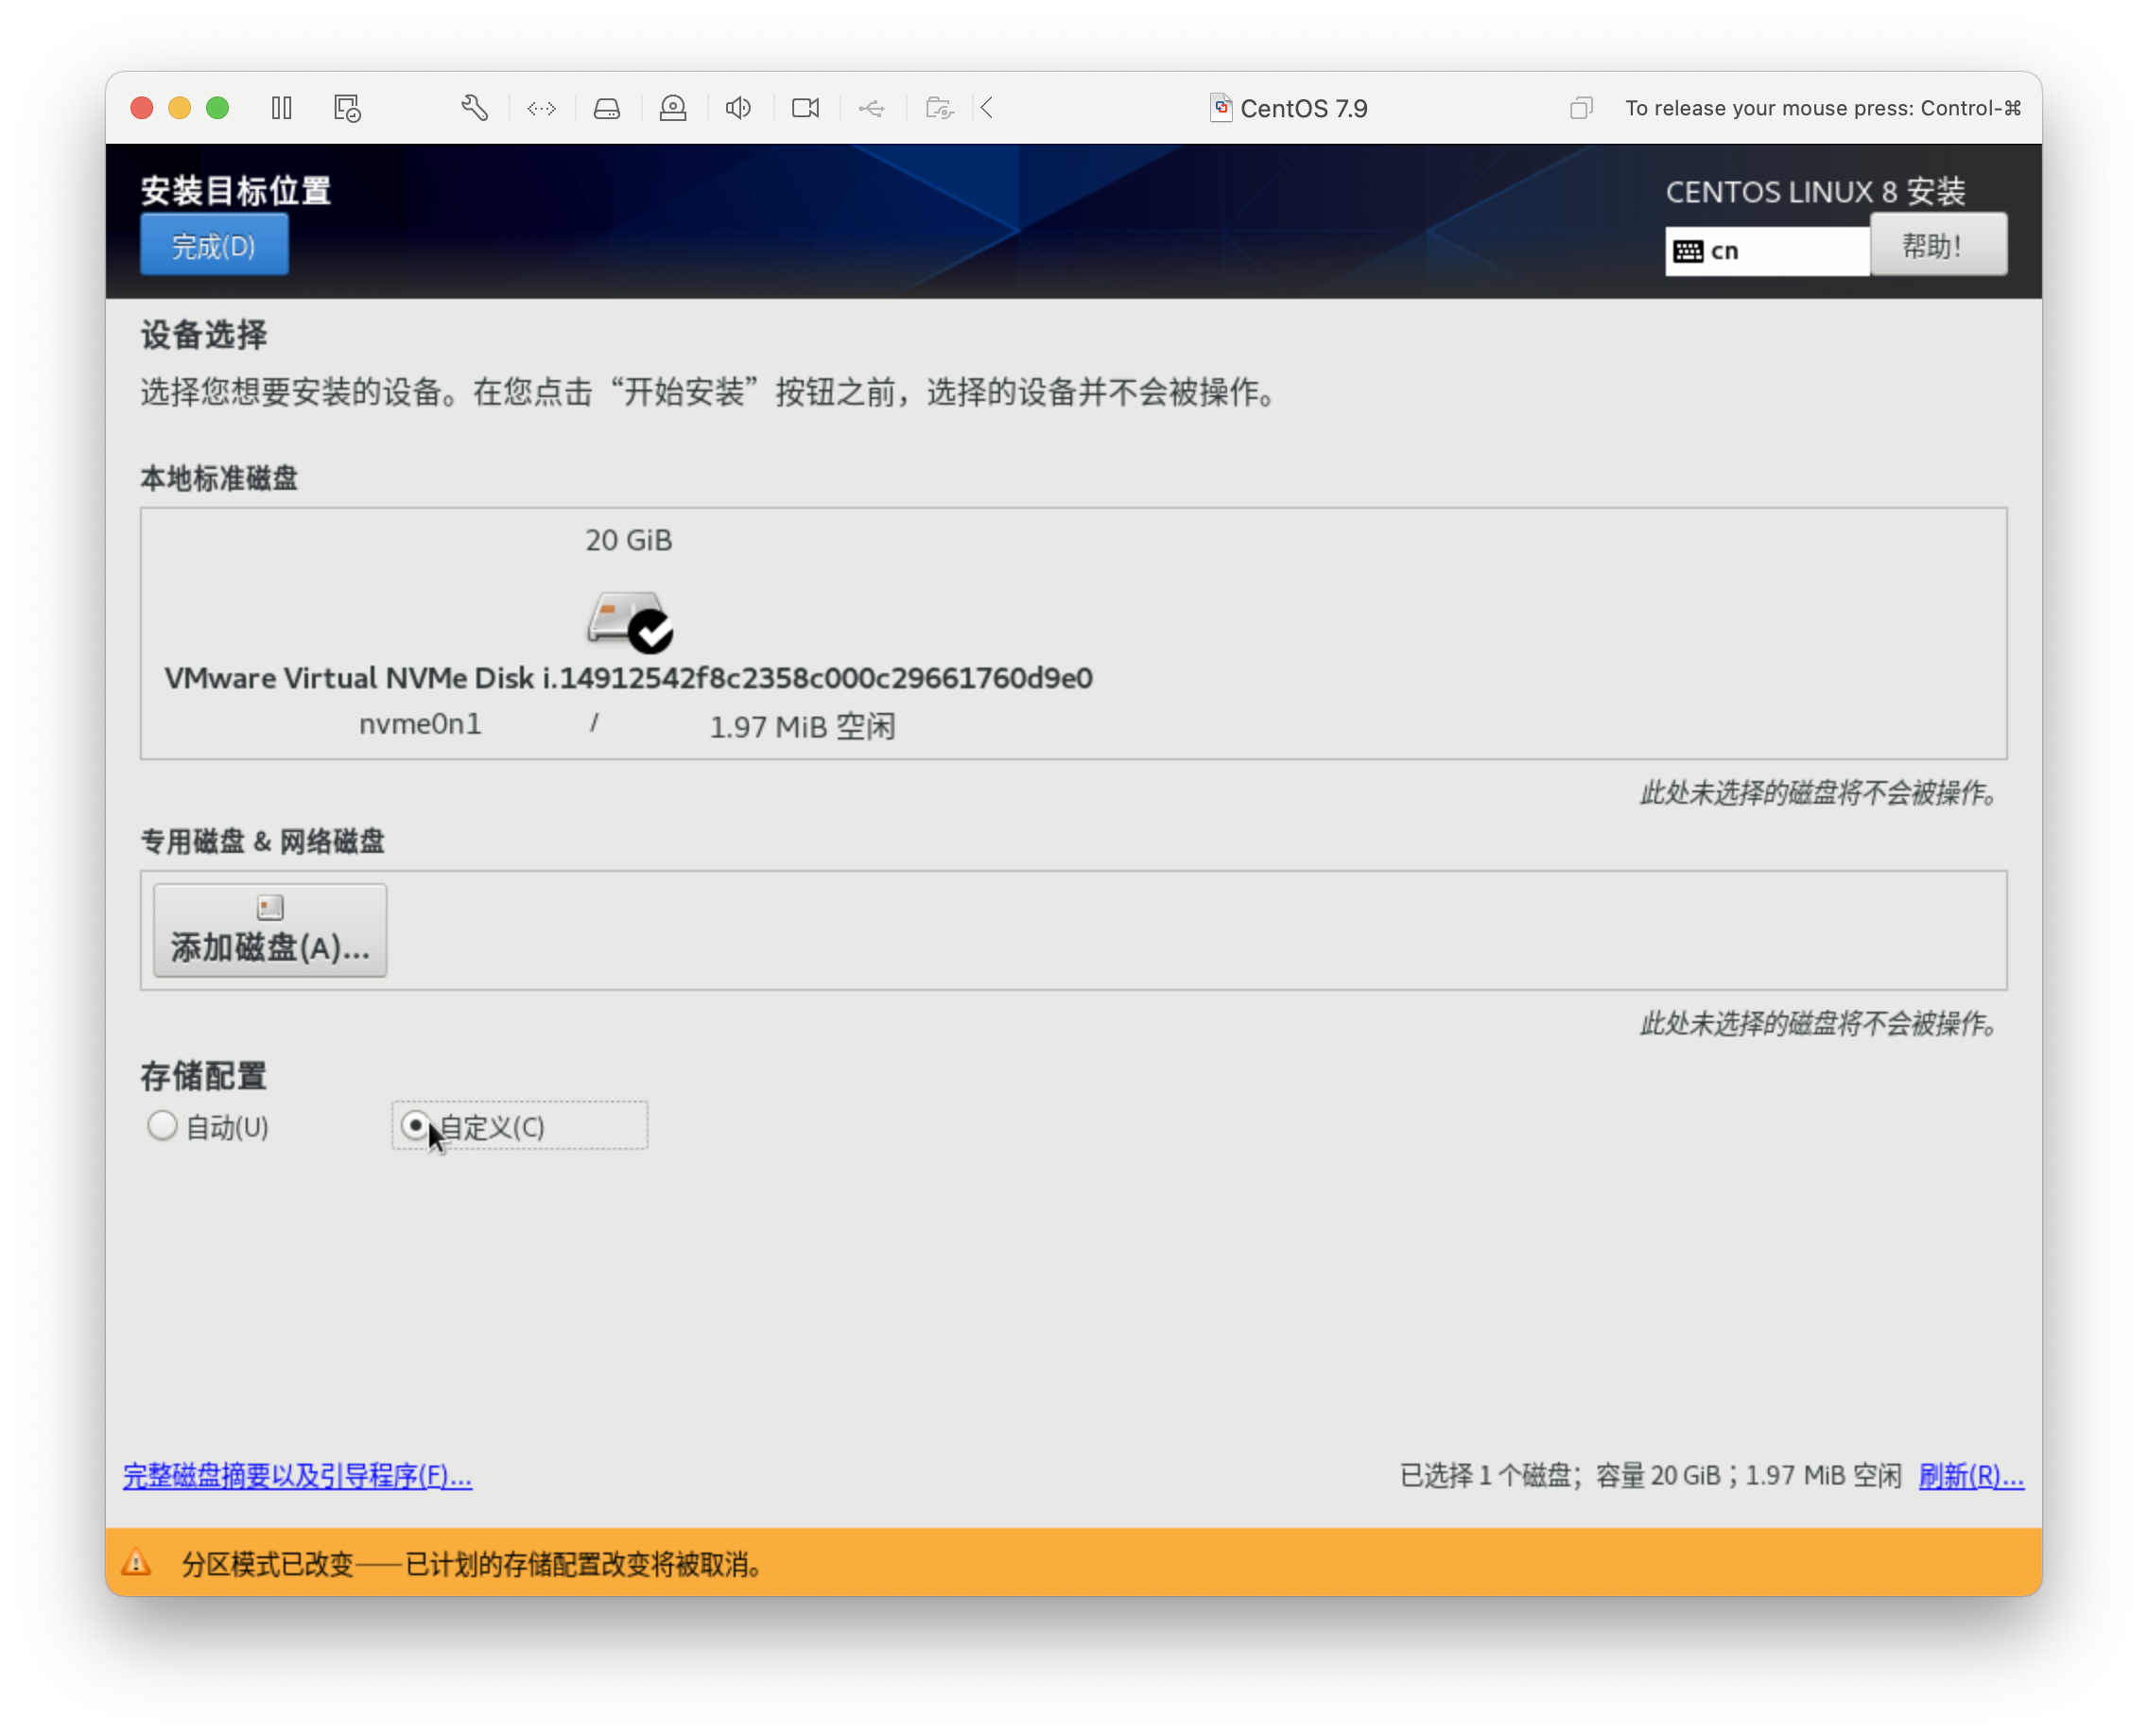 CentOS 7.9
To release your mouse press: Control-⌘
安装目标位置
CENTOS LINUX 8 安装
完成(D)
cn
帮助!
设备选择
选择您想要安装的设备。在您点击“开始安装”按钮之前，选择的设备并不会被操作。
本地标准磁盘
20 GiB
VMware Virtual NVMe Disk i.14912542f8c2358c000c29661760d9e0
nvme0n1 / 1.97 MiB 空闲
此处未选择的磁盘将不会被操作。
专用磁盘 & 网络磁盘
添加磁盘(A)...
此处未选择的磁盘将不会被操作。
存储配置
自动(U)
自定义(C)
完整磁盘摘要以及引导程序(F)...
已选择 1 个磁盘；容量 20 GiB；1.97 MiB 空闲 刷新(R)...
分区模式已改变——已计划的存储配置改变将被取消。